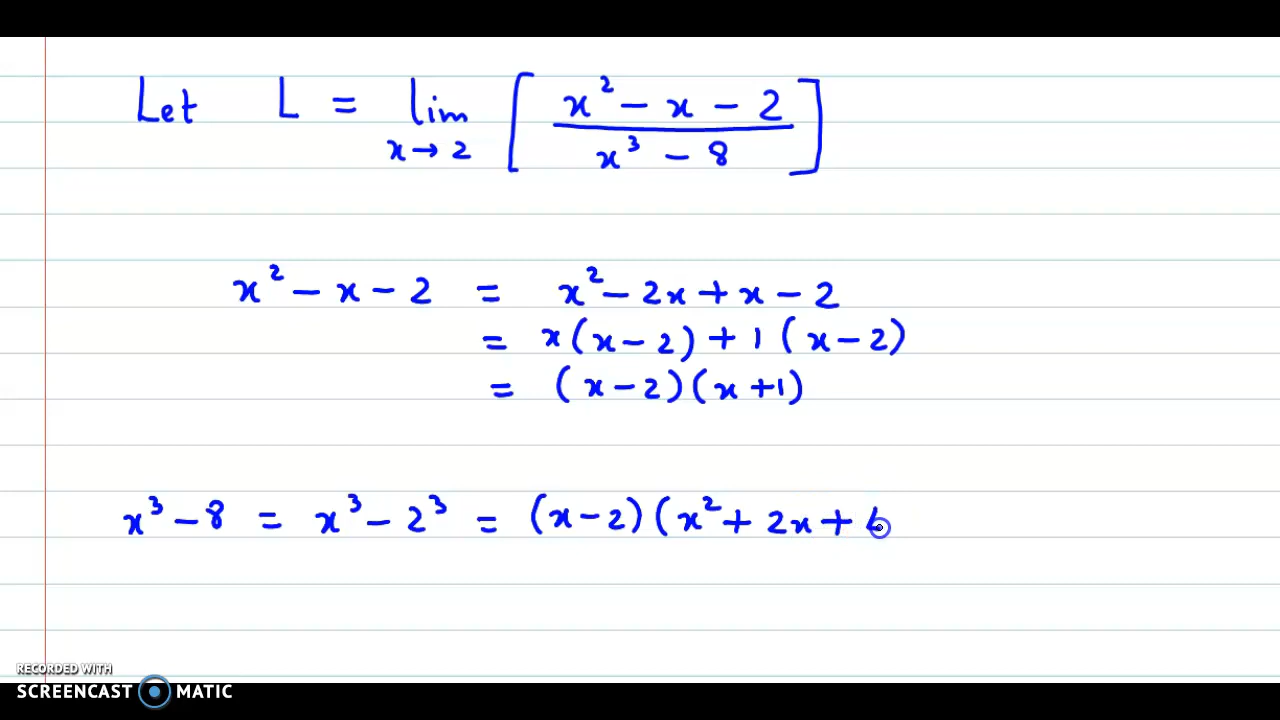 Let L = lim x→2 [ (x² - x - 2) / (x³ - 8) ]
x² - x - 2 = x² - 2x + x - 2
= x(x-2) + 1(x-2)
= (x-2)(x+1)
x³ - 8 = x³ - 2³ = (x-2)(x² + 2x +
RECORDED WITH
SCREENCAST MATIC